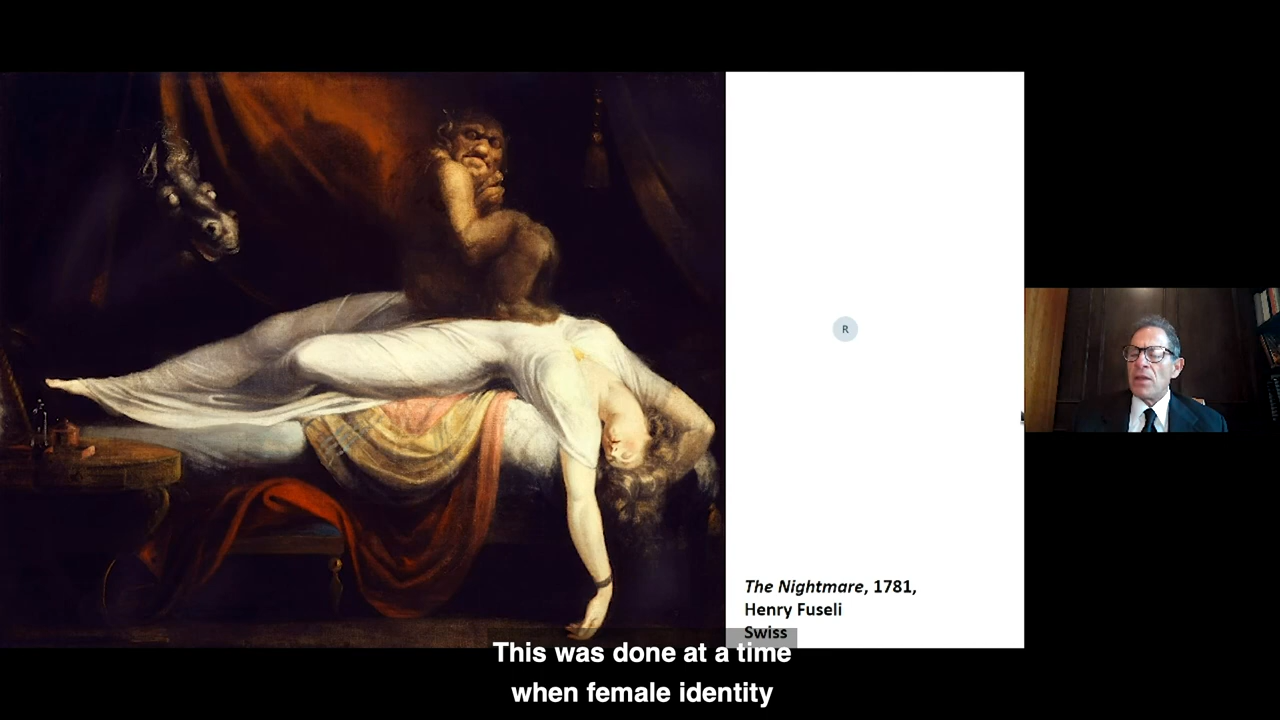 R
The Nightmare, 1781,
Henry Fuseli
Swiss
This was done at a time
when female identity